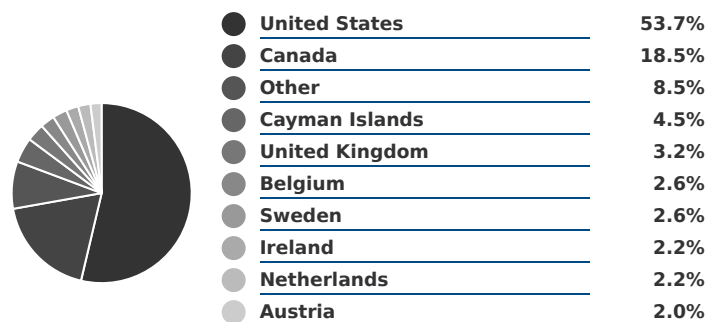 United States 53.7%
Canada 18.5%
Other 8.5%
Cayman Islands 4.5%
United Kingdom 3.2%
Belgium 2.6%
Sweden 2.6%
Ireland 2.2%
Netherlands 2.2%
Austria 2.0%